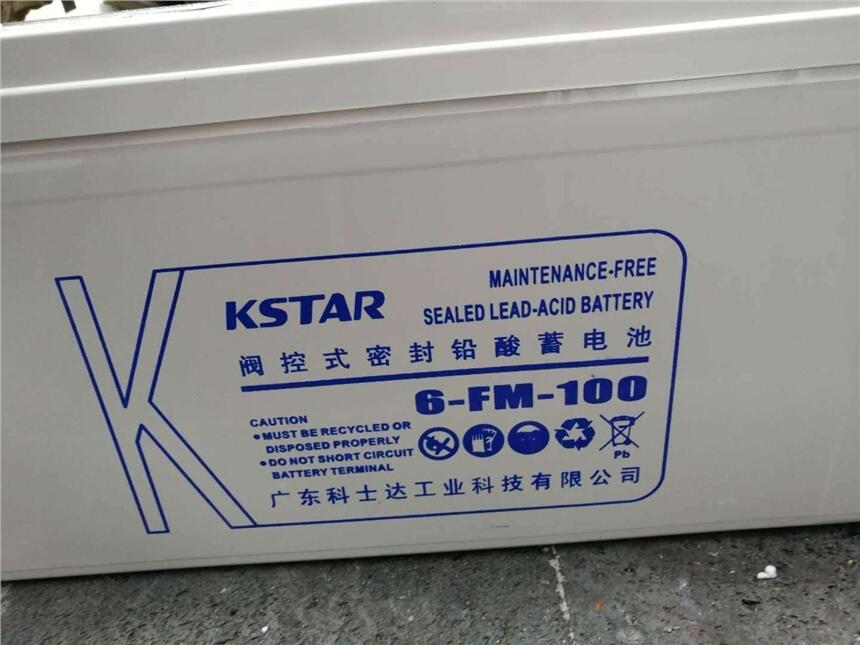 KSTAR
MAINTENANCE-FREE
SEALED LEAD-ACID BATTERY
阀控式密封铅酸蓄电池
6-FM-100
CAUTION
• MUST BE RECYCLED OR
DISPOSED PROPERLY
• DO NOT SHORT CIRCUIT
BATTERY TERMINAL
Pb
广东科士达工业科技有限公司